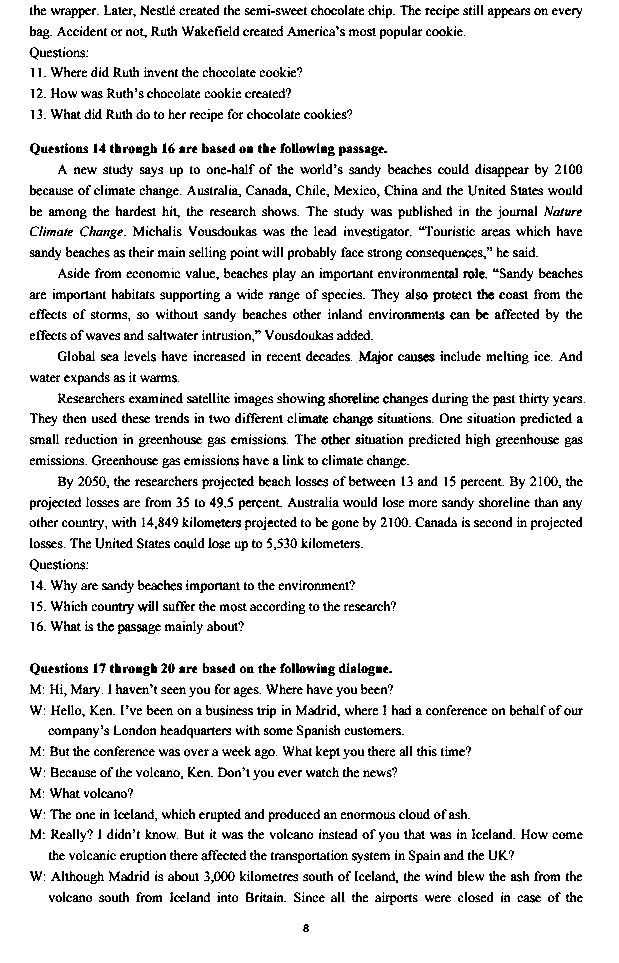 the wrapper. Later, Nestlé created the semi-sweet chocolate chip. The recipe still appears on every
bag. Accident or not, Ruth Wakefield created America's most popular cookie.
Questions:
11. Where did Ruth invent the chocolate cookie?
12. How was Ruth's chocolate cookie created?
13. What did Ruth do to her recipe for chocolate cookies?
Questions 14 through 16 are based on the following passage.
A new study says up to one-half of the world's sandy beaches could disappear by 2100
because of climate change. Australia, Canada, Chile, Mexico, China and the United States would
be among the hardest hit, the research shows. The study was published in the journal Nature
Climate Change. Michalis Vousdoukas was the lead investigator. "Touristic areas which have
sandy beaches as their main selling point will probably face strong consequences," he said.
Aside from economic value, beaches play an important environmental role. "Sandy beaches
are important habitats supporting a wide range of species. They also protect the coast from the
effects of storms, so without sandy beaches other inland environments can be affected by the
effects of waves and saltwater intrusion," Vousdoukas added.
Global sea levels have increased in recent decades. Major causes include melting ice. And
water expands as it warms.
Researchers examined satellite images showing shoreline changes during the past thirty years.
They then used these trends in two different climate change situations. One situation predicted a
small reduction in greenhouse gas emissions. The other situation predicted high greenhouse gas
emissions. Greenhouse gas emissions have a link to climate change.
By 2050, the researchers projected beach losses of between 13 and 15 percent. By 2100, the
projected losses are from 35 to 49.5 percent. Australia would lose more sandy shoreline than any
other country, with 14,849 kilometers projected to be gone by 2100. Canada is second in projected
losses. The United States could lose up to 5,530 kilometers.
Questions:
14. Why are sandy beaches important to the environment?
15. Which country will suffer the most according to the research?
16. What is the passage mainly about?
Questions 17 through 20 are based on the following dialogue.
M: Hi, Mary. I haven't seen you for ages. Where have you been?
W: Hello, Ken. I've been on a business trip in Madrid, where I had a conference on behalf of our
company's London headquarters with some Spanish customers.
M: But the conference was over a week ago. What kept you there all this time?
W: Because of the volcano, Ken. Don't you ever watch the news?
M: What volcano?
W: The one in Iceland, which erupted and produced an enormous cloud of ash.
M: Really? I didn't know. But it was the volcano instead of you that was in Iceland. How come
the volcanic eruption there affected the transportation system in Spain and the UK?
W: Although Madrid is about 3,000 kilometres south of Iceland, the wind blew the ash from the
volcano south from Iceland into Britain. Since all the airports were closed in case of the
8